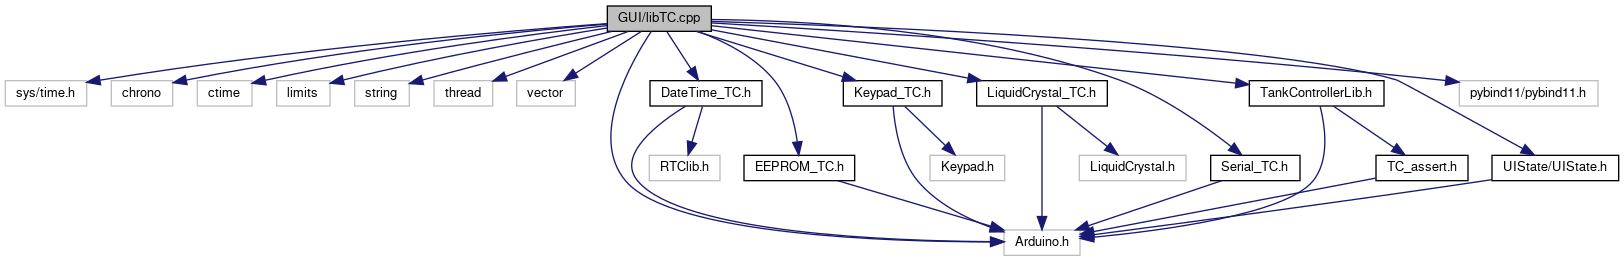 GUI/libTC.cpp
sys/time.h
chrono
ctime
limits
string
thread
vector
DateTime_TC.h
Keypad_TC.h
LiquidCrystal_TC.h
TankControllerLib.h
pybind11/pybind11.h
RTClib.h
EEPROM_TC.h
Keypad.h
LiquidCrystal.h
Serial_TC.h
TC_assert.h
UIState/UIState.h
Arduino.h